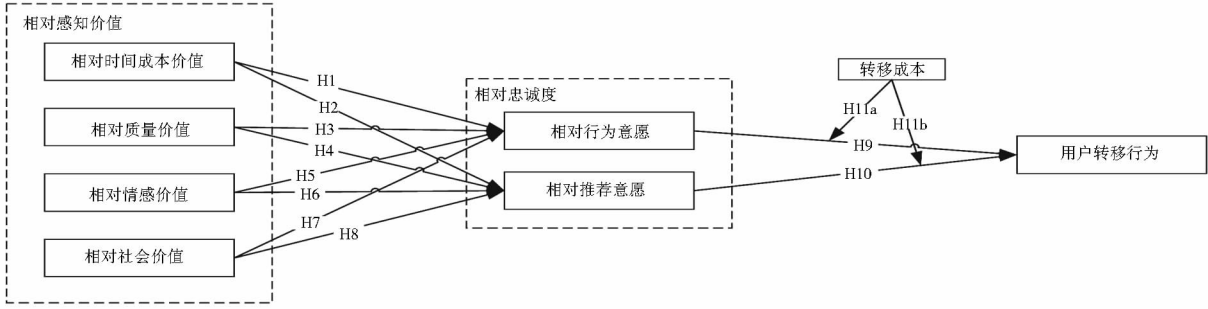 相对感知价值
相对时间成本价值
相对质量价值
相对情感价值
相对社会价值
H1
H2
H3
H4
H5
H6
H7
H8
相对忠诚度
相对行为意愿
相对推荐意愿
转移成本
H11a
H11b
H9
H10
用户转移行为